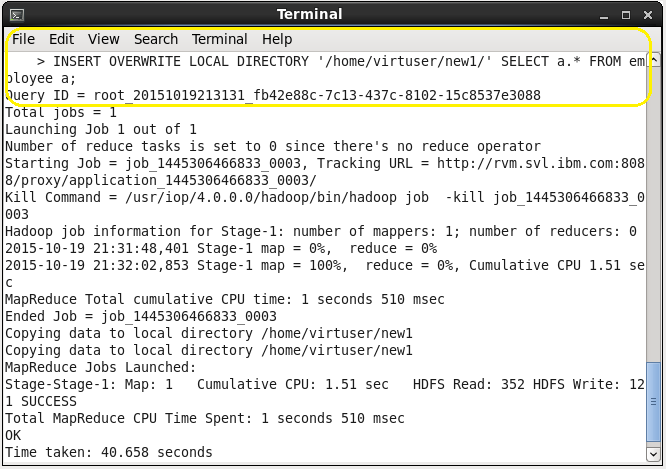 Terminal
File Edit View Search Terminal Help
    > INSERT OVERWRITE LOCAL DIRECTORY '/home/virtuser/new1/' SELECT a.* FROM em
ployee a;
Query ID = root_20151019213131_fb42e88c-7c13-437c-8102-15c8537e3088
Total jobs = 1
Launching Job 1 out of 1
Number of reduce tasks is set to 0 since there's no reduce operator
Starting Job = job_1445306466833_0003, Tracking URL = http://rvm.svl.ibm.com:808
8/proxy/application_1445306466833_0003/
Kill Command = /usr/iop/4.0.0.0/hadoop/bin/hadoop job  -kill job_1445306466833_0
003
Hadoop job information for Stage-1: number of mappers: 1; number of reducers: 0
2015-10-19 21:31:48,401 Stage-1 map = 0%,  reduce = 0%
2015-10-19 21:32:02,853 Stage-1 map = 100%,  reduce = 0%, Cumulative CPU 1.51 se
c
MapReduce Total cumulative CPU time: 1 seconds 510 msec
Ended Job = job_1445306466833_0003
Copying data to local directory /home/virtuser/new1
Copying data to local directory /home/virtuser/new1
MapReduce Jobs Launched:
Stage-Stage-1: Map: 1   Cumulative CPU: 1.51 sec   HDFS Read: 352 HDFS Write: 12
1 SUCCESS
Total MapReduce CPU Time Spent: 1 seconds 510 msec
OK
Time taken: 40.658 seconds